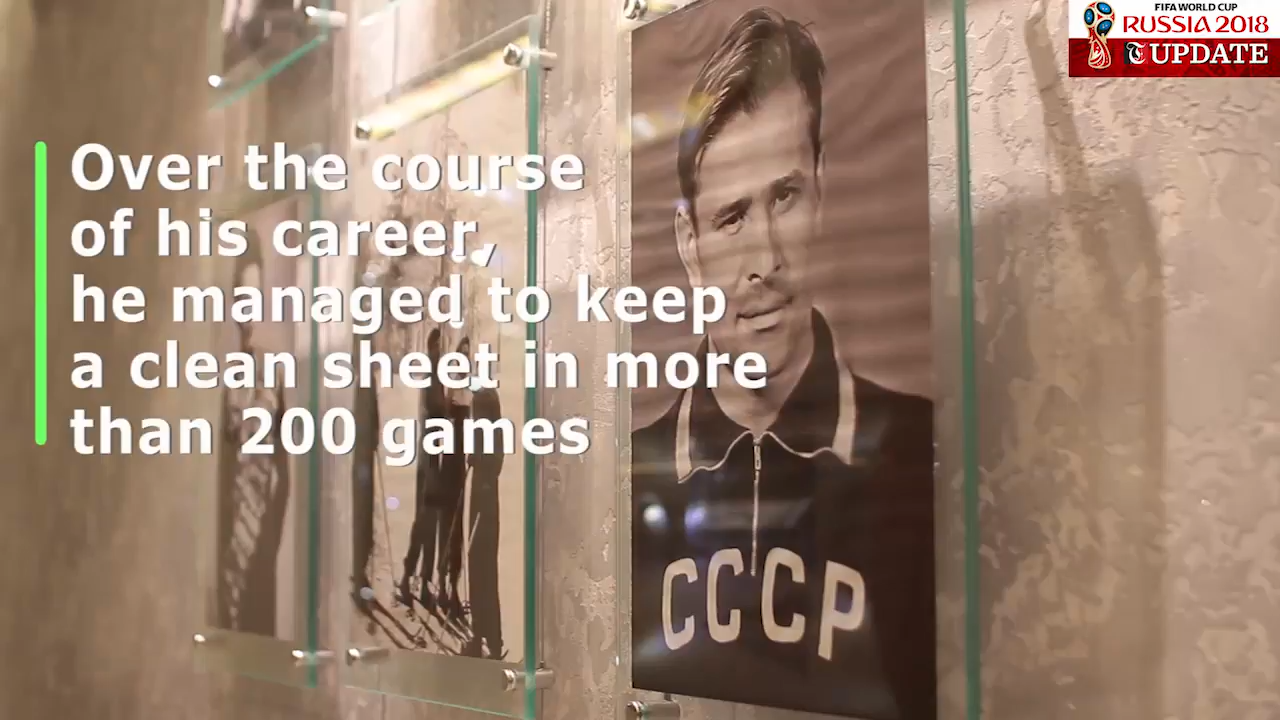 FIFA WORLD CUP
RUSSIA 2018
T UPDATE
Over the course
of his career,
he managed to keep
a clean sheet in more
than 200 games
CCCP